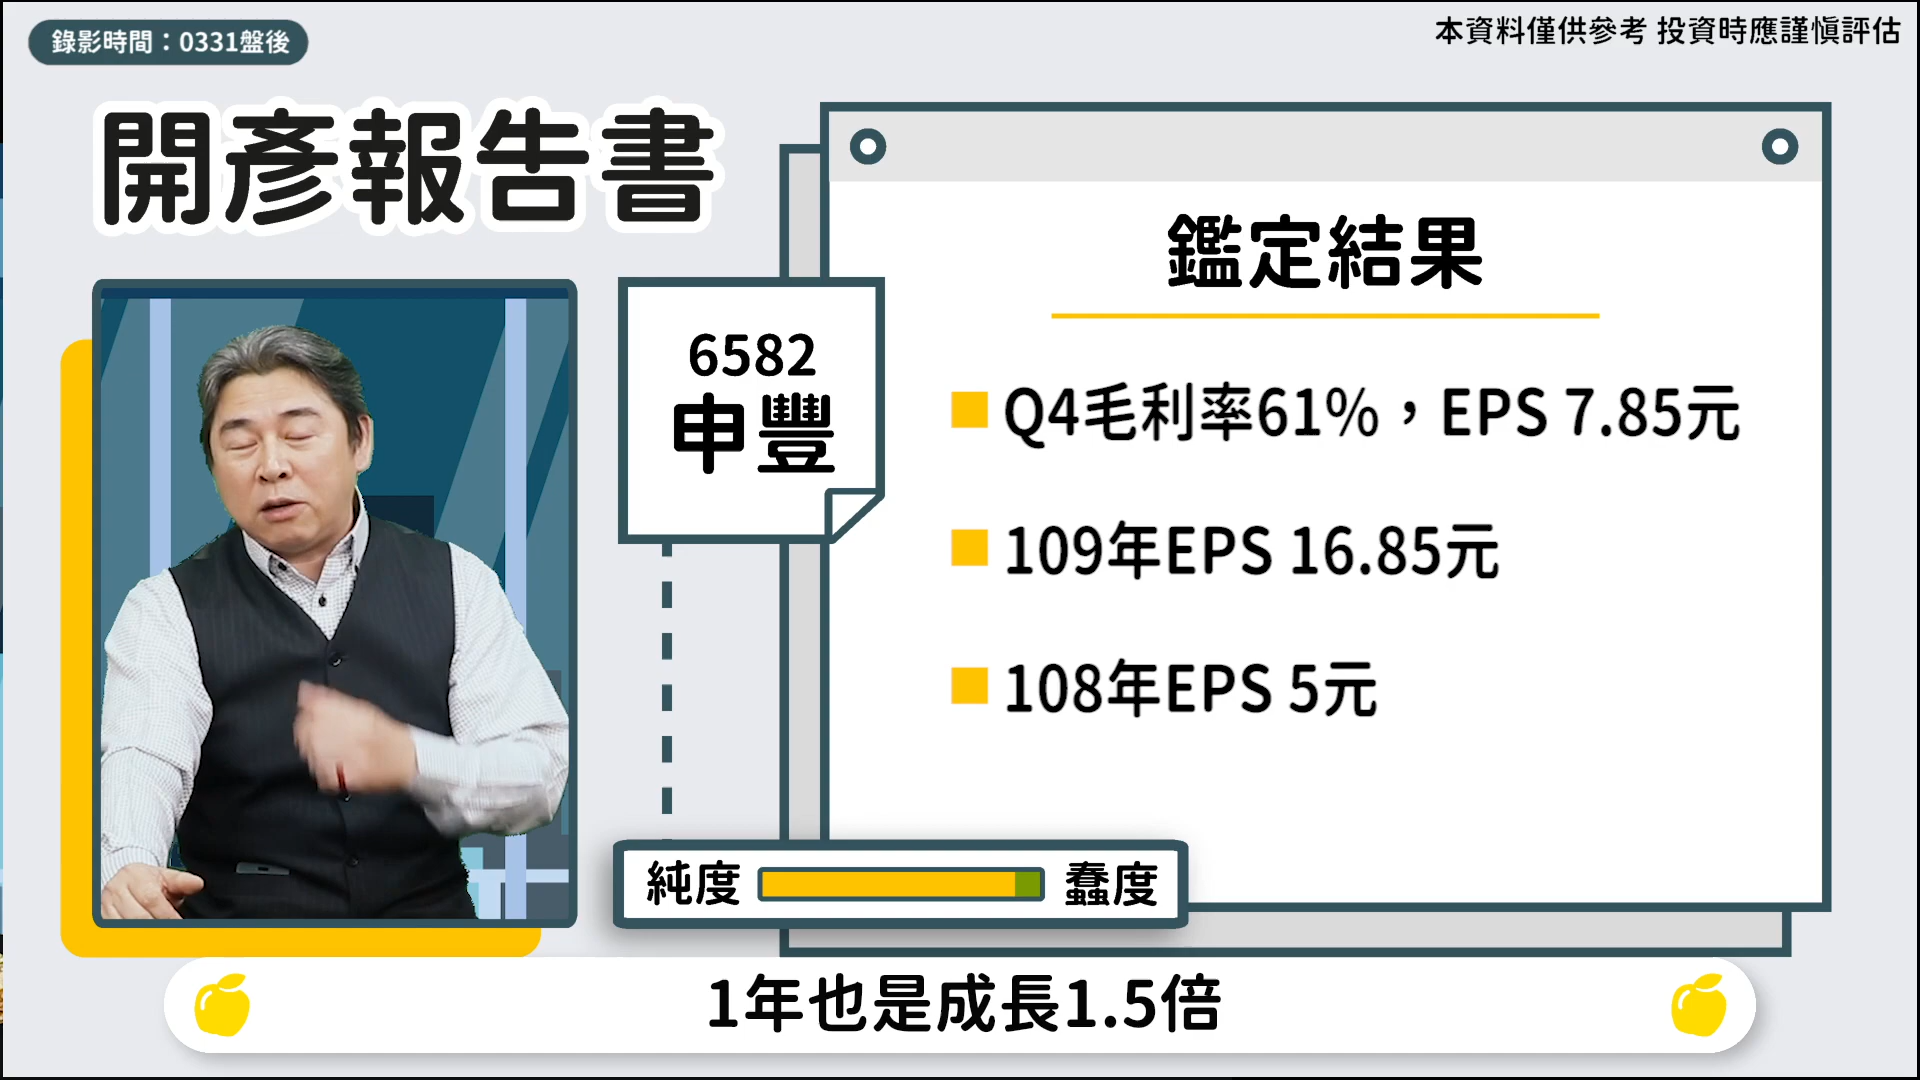 錄影時間：0331盤後
本資料僅供參考 投資時應謹慎評估
開彥報告書
6582
申豐
鑑定結果
Q4毛利率61%，EPS 7.85元
109年EPS 16.85元
108年EPS 5元
純度 蠢度
1年也是成長1.5倍